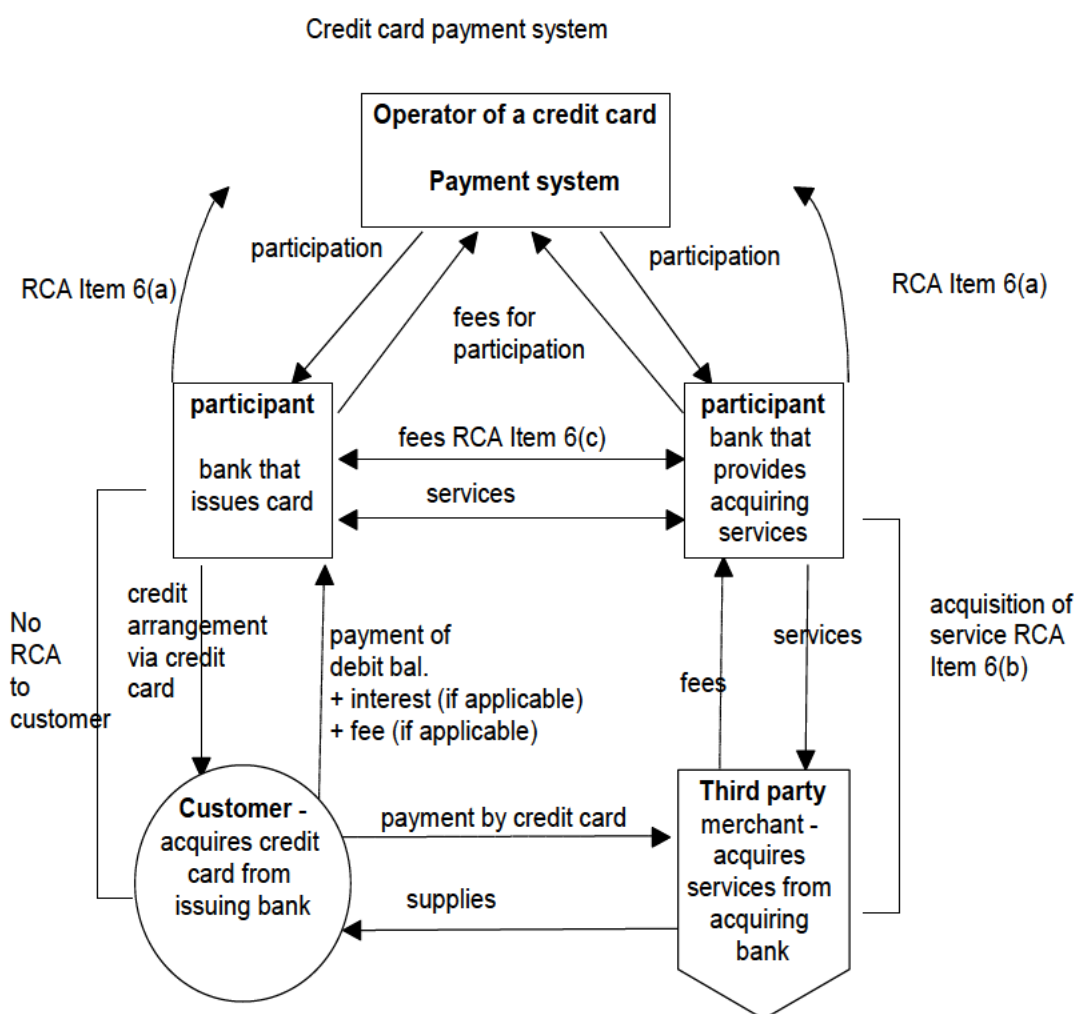 Credit card payment system
Operator of a credit card
Payment system
participation
participation
RCA Item 6(a)
RCA Item 6(a)
fees for
participation
participant
bank that
issues card
fees RCA Item 6(c)
services
participant
bank that
provides
acquiring
services
No
RCA
to
customer
credit
arrangement
via credit
card
payment of
debit bal.
+ interest (if applicable)
+ fee (if applicable)
fees
services
acquisition of
service RCA
Item 6(b)
Customer -
acquires credit
card from
issuing bank
payment by credit card
supplies
Third party
merchant -
acquires
services from
acquiring
bank